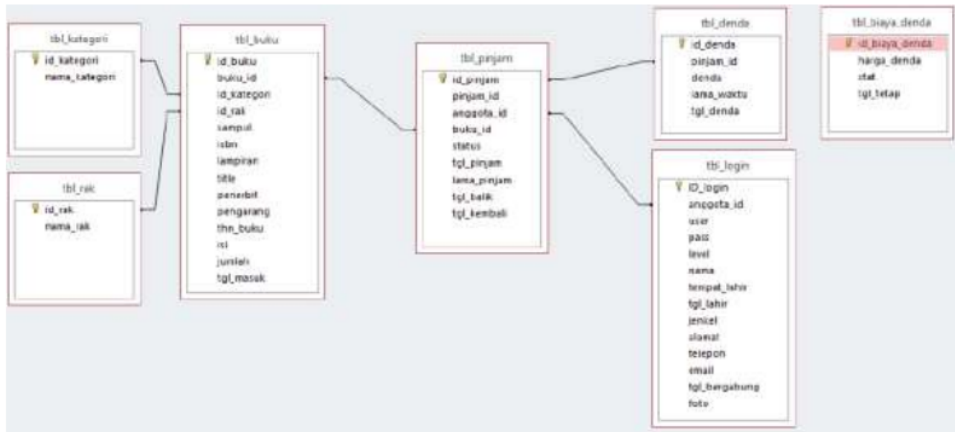 tbl_kategori
id_kategori
nama_kategori
tbl_rak
id_rak
nama_rak
tbl_buku
id_buku
buku_id
id_kategori
id_rak
sampul
isbn
lampiran
title
penerbit
pengarang
thn_buku
isi
jumlah
tgl_masuk
tbl_pinjam
id_pinjam
pinjam_id
anggota_id
buku_id
status
tgl_pinjam
lama_pinjam
tgl_balik
tgl_kembali
tbl_denda
id_denda
pinjam_id
denda
lama_waktu
tgl_denda
tbl_login
ID_login
anggota_id
user
pass
level
nama
tempat_lahir
tgl_lahir
jenkel
alamat
telepon
email
tgl_bergabung
foto
tbl_biaya_denda
id_biaya_denda
harga_denda
stat
tgl_tetap